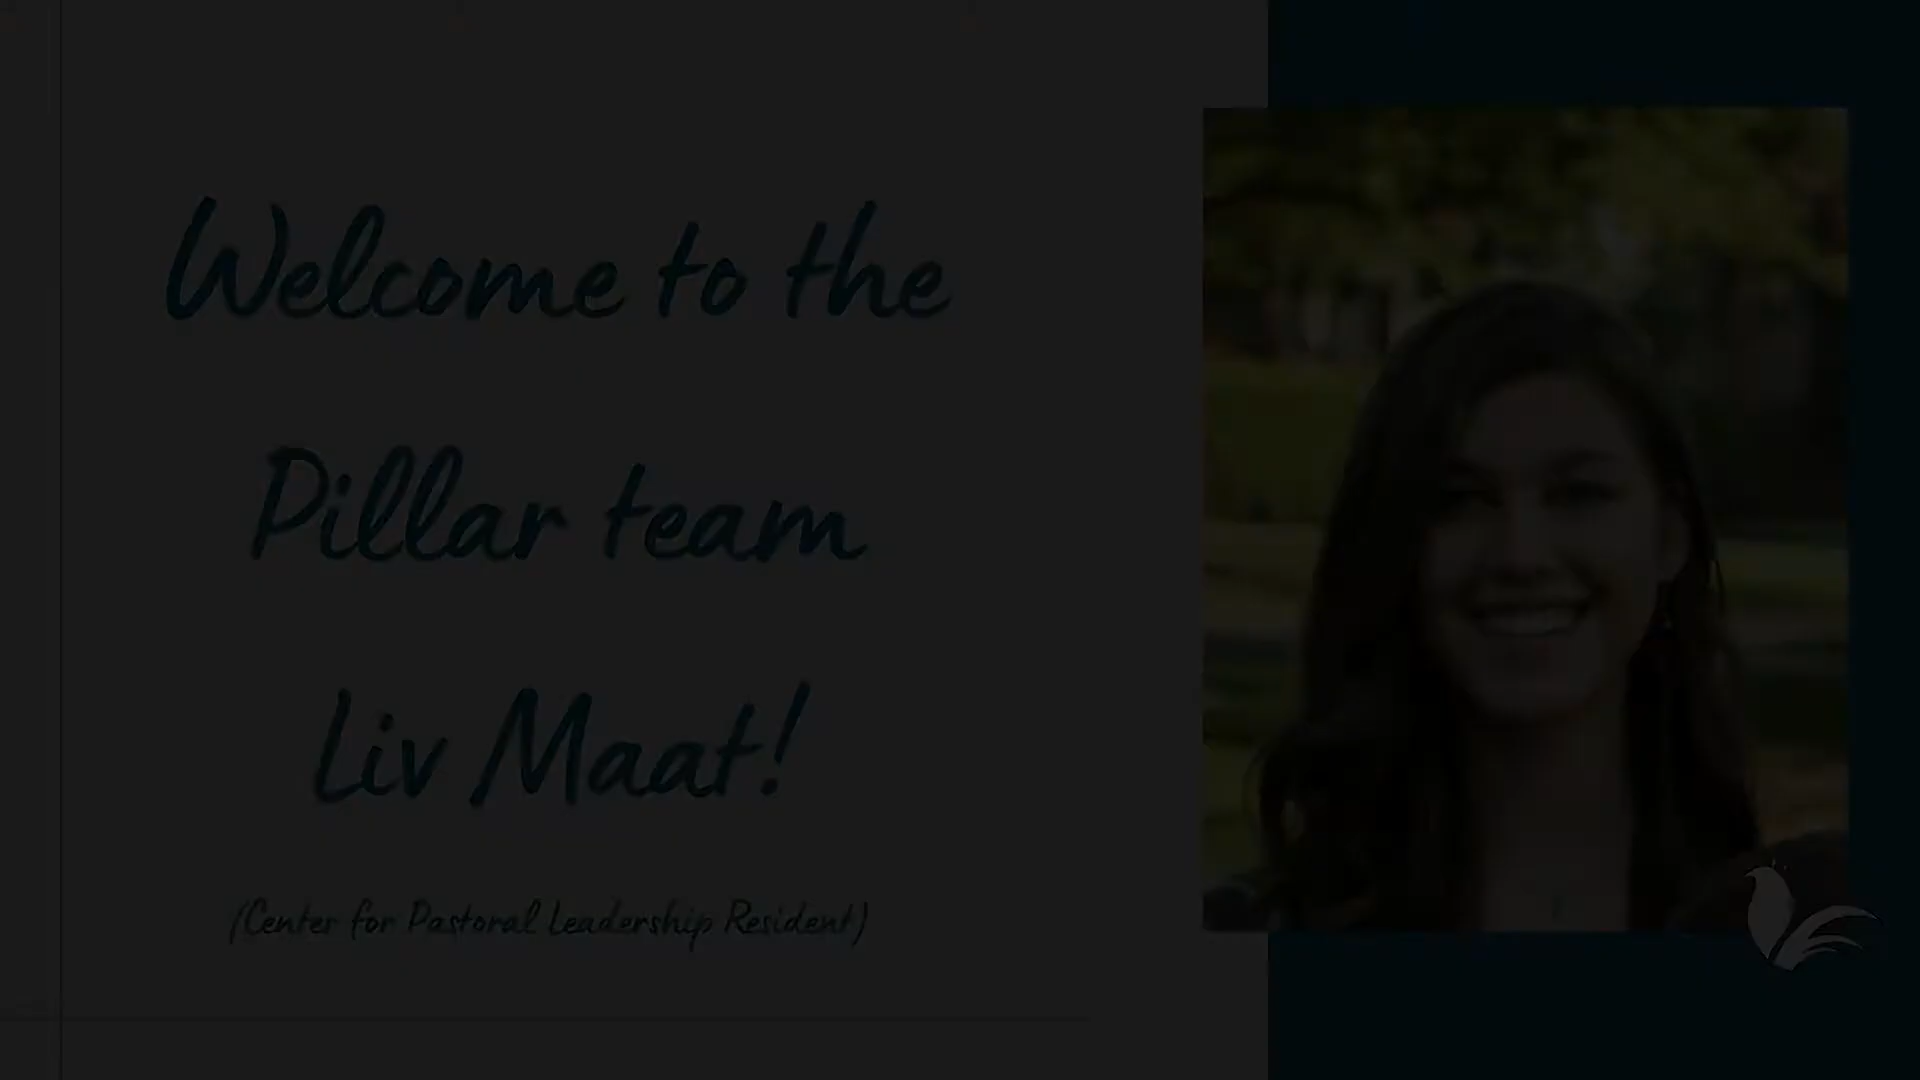 Welcome to the
Pillar team
Liv Maat!
(Center for Pastoral Leadership Resident)